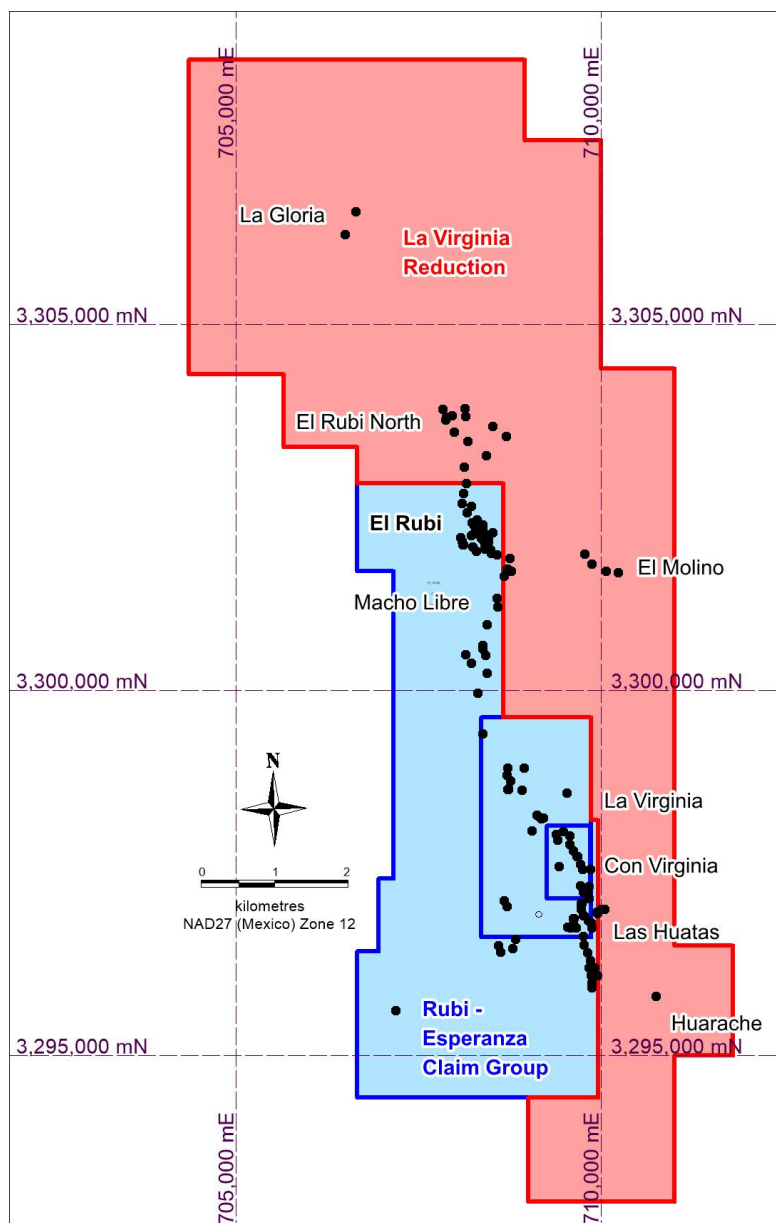 705,000 mE
710,000 mE
La Gloria
La Virginia
Reduction
3,305,000 mN
3,305,000 mN
El Rubi North
El Rubi
El Molino
Macho Libre
3,300,000 mN
3,300,000 mN
N
La Virginia
0 1 2
kilometres
NAD27 (Mexico) Zone 12
Con Virginia
Las Huatas
Rubi -
Esperanza
Claim Group
Huarache
3,295,000 mN
3,295,000 mN
705,000 mE
710,000 mE